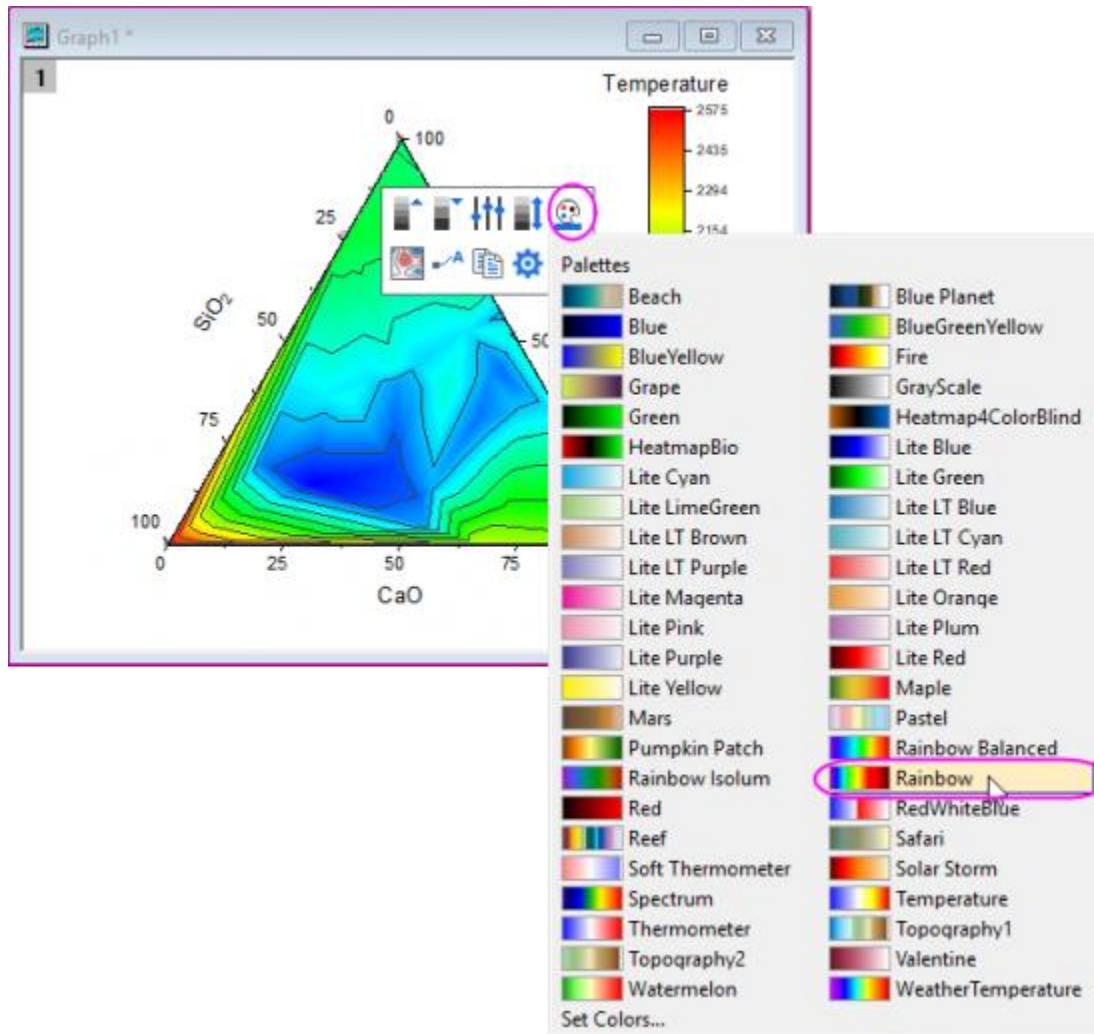 Graph1 *
1
Temperature
2575
2435
2294
2154
0
100
25
SiO₂
50
50
75
100
0 25 50 75
CaO
A
Palettes
Beach Blue Planet
Blue BlueGreenYellow
BlueYellow Fire
Grape GrayScale
Green Heatmap4ColorBlind
HeatmapBio Lite Blue
Lite Cyan Lite Green
Lite LimeGreen Lite LT Blue
Lite LT Brown Lite LT Cyan
Lite LT Purple Lite LT Red
Lite Magenta Lite Orange
Lite Pink Lite Plum
Lite Purple Lite Red
Lite Yellow Maple
Mars Pastel
Pumpkin Patch Rainbow Balanced
Rainbow Isolum Rainbow
Red RedWhiteBlue
Reef Safari
Soft Thermometer Solar Storm
Spectrum Temperature
Thermometer Topography1
Topography2 Valentine
Watermelon WeatherTemperature
Set Colors...